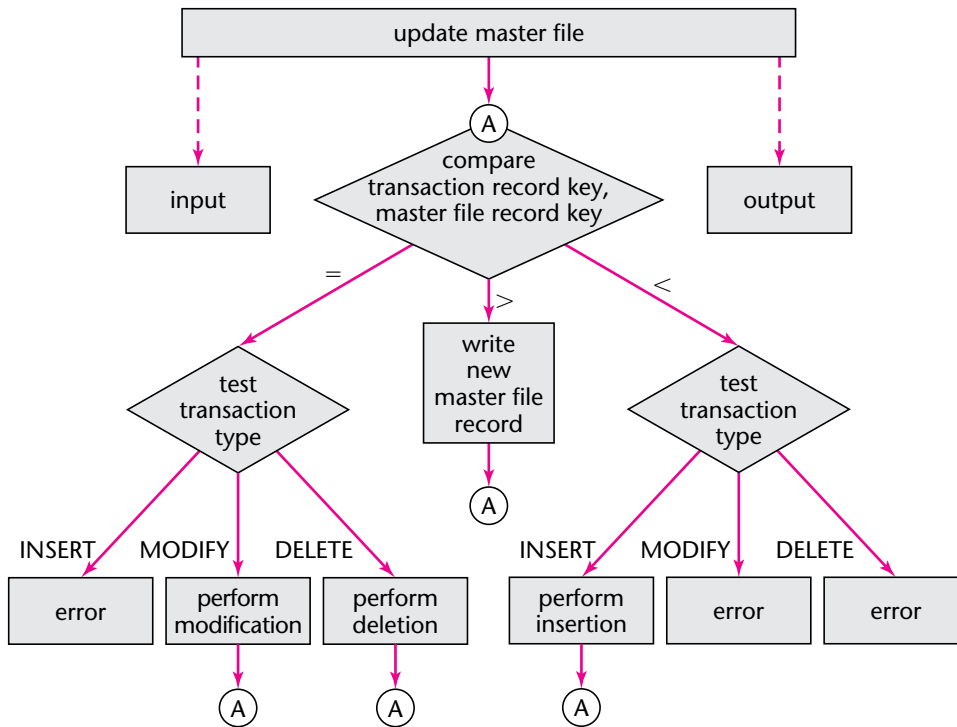 update master file
A
compare
transaction record key,
master file record key
input
output
=
>
<
test
transaction
type
write
new
master file
record
test
transaction
type
A
INSERT
MODIFY
DELETE
INSERT
MODIFY
DELETE
error
perform
modification
perform
deletion
perform
insertion
error
error
A
A
A